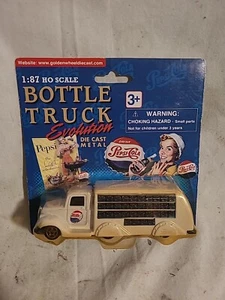 Website: www.goldenwheeldiecast.com
1:87 HO SCALE
BOTTLE
TRUCK
Evolution
DIE CAST
METAL
3+
WARNING:
CHOKING HAZARD - Small parts
Not for children under 3 years
Pepsi-Cola